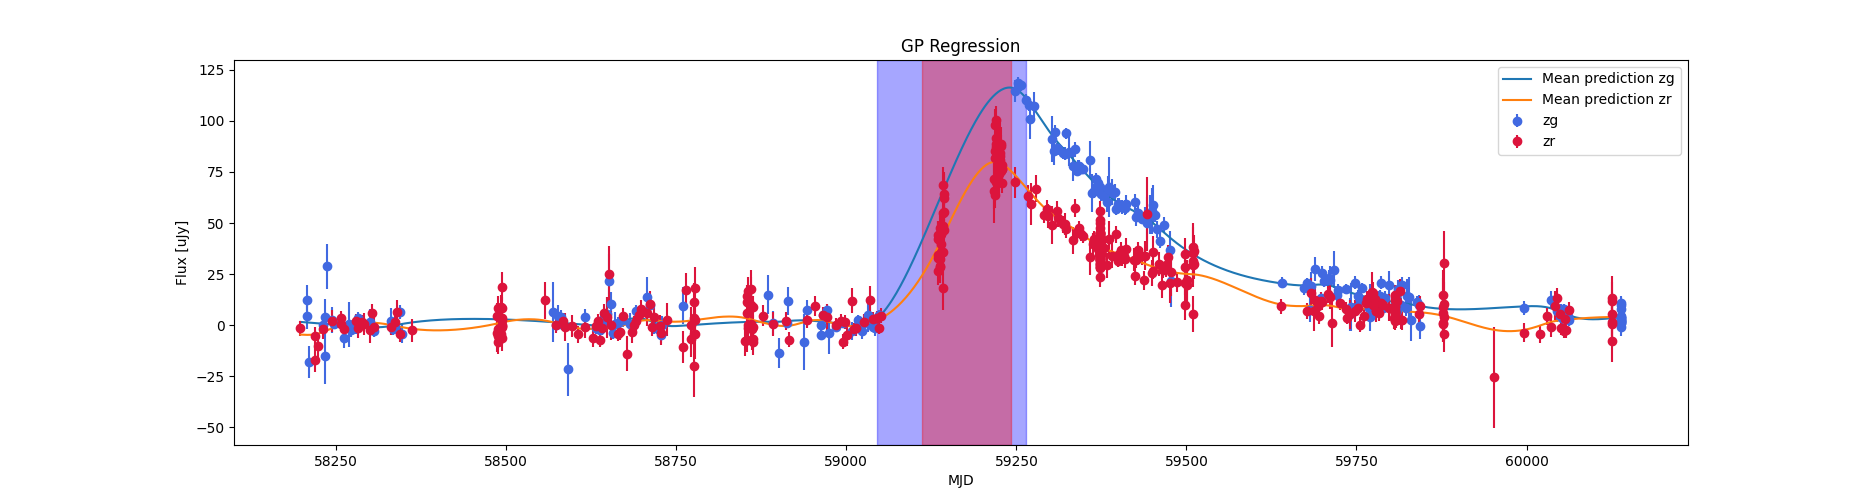 GP Regression
Flux [uJy]
125
100
75
50
25
0
−25
−50
58250
58500
58750
59000
59250
59500
59750
60000
MJD
Mean prediction zg
Mean prediction zr
zg
zr